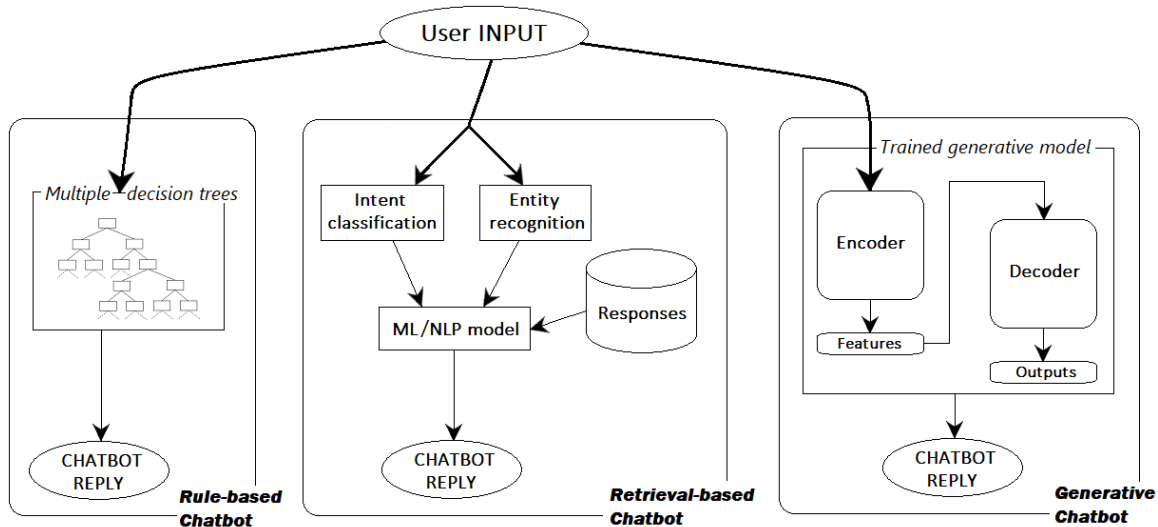 User INPUT
Multiple decision trees
CHATBOT
REPLY
Rule-based
Chatbot
Intent
classification
Entity
recognition
Responses
ML/NLP model
CHATBOT
REPLY
Retrieval-based
Chatbot
Trained generative model
Encoder
Decoder
Features
Outputs
CHATBOT
REPLY
Generative
Chatbot